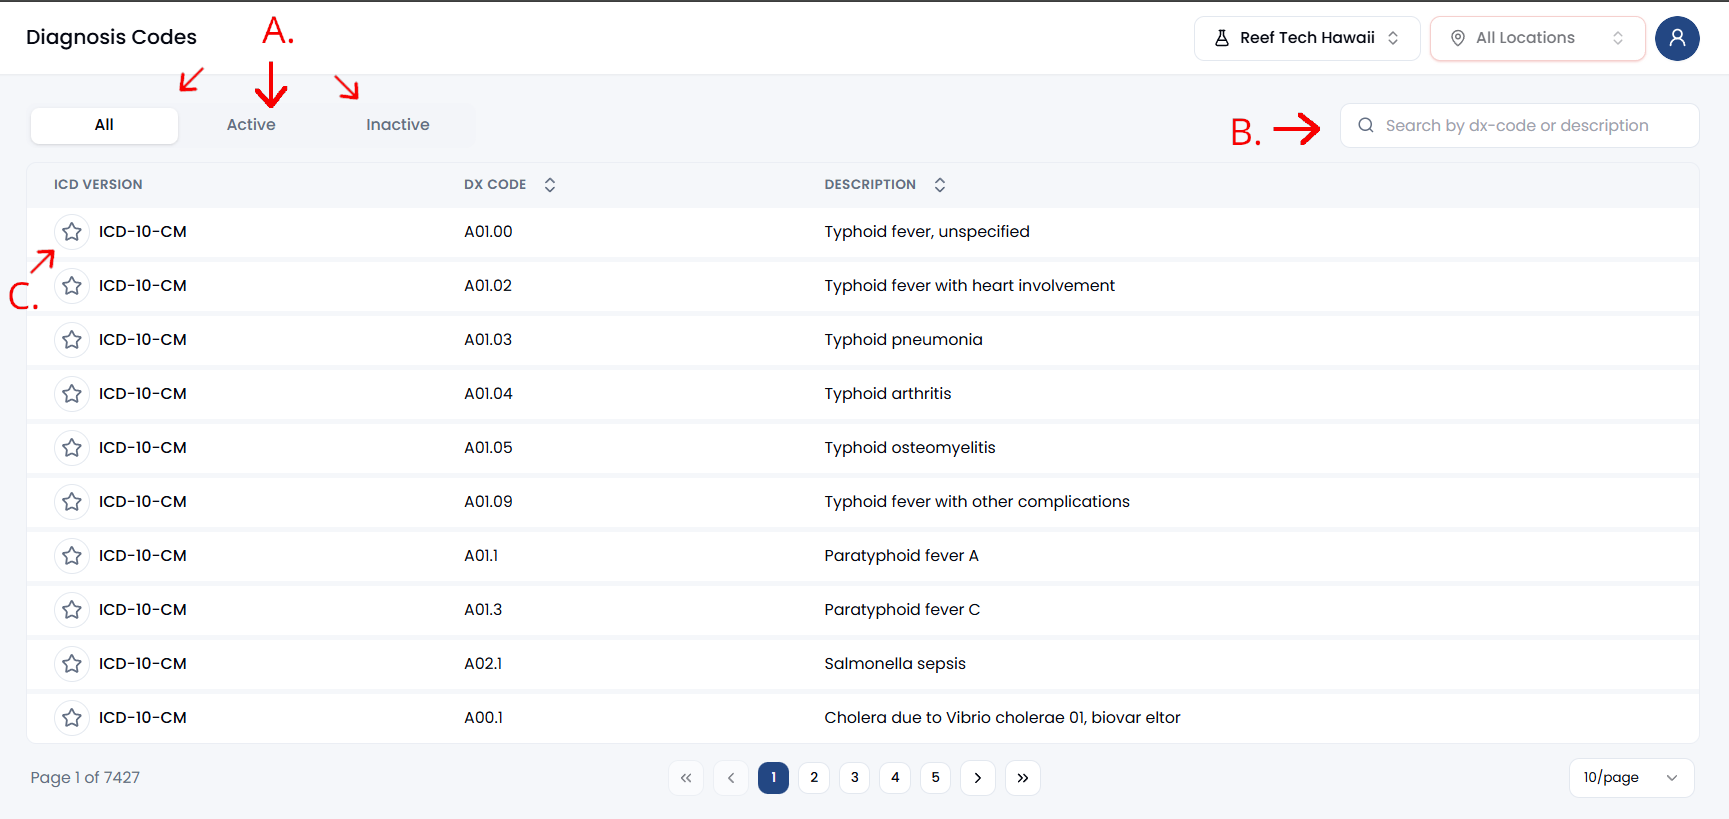 Diagnosis Codes
A.
Reef Tech Hawaii
All Locations
All
Active
Inactive
B.
Search by dx-code or description
ICD VERSION DX CODE DESCRIPTION
ICD-10-CM A01.00 Typhoid fever, unspecified
C.
ICD-10-CM A01.02 Typhoid fever with heart involvement
ICD-10-CM A01.03 Typhoid pneumonia
ICD-10-CM A01.04 Typhoid arthritis
ICD-10-CM A01.05 Typhoid osteomyelitis
ICD-10-CM A01.09 Typhoid fever with other complications
ICD-10-CM A01.1 Paratyphoid fever A
ICD-10-CM A01.3 Paratyphoid fever C
ICD-10-CM A02.1 Salmonella sepsis
ICD-10-CM A00.1 Cholera due to Vibrio cholerae 01, biovar eltor
Page 1 of 7427
« ‹ 1 2 3 4 5 › »
10/page